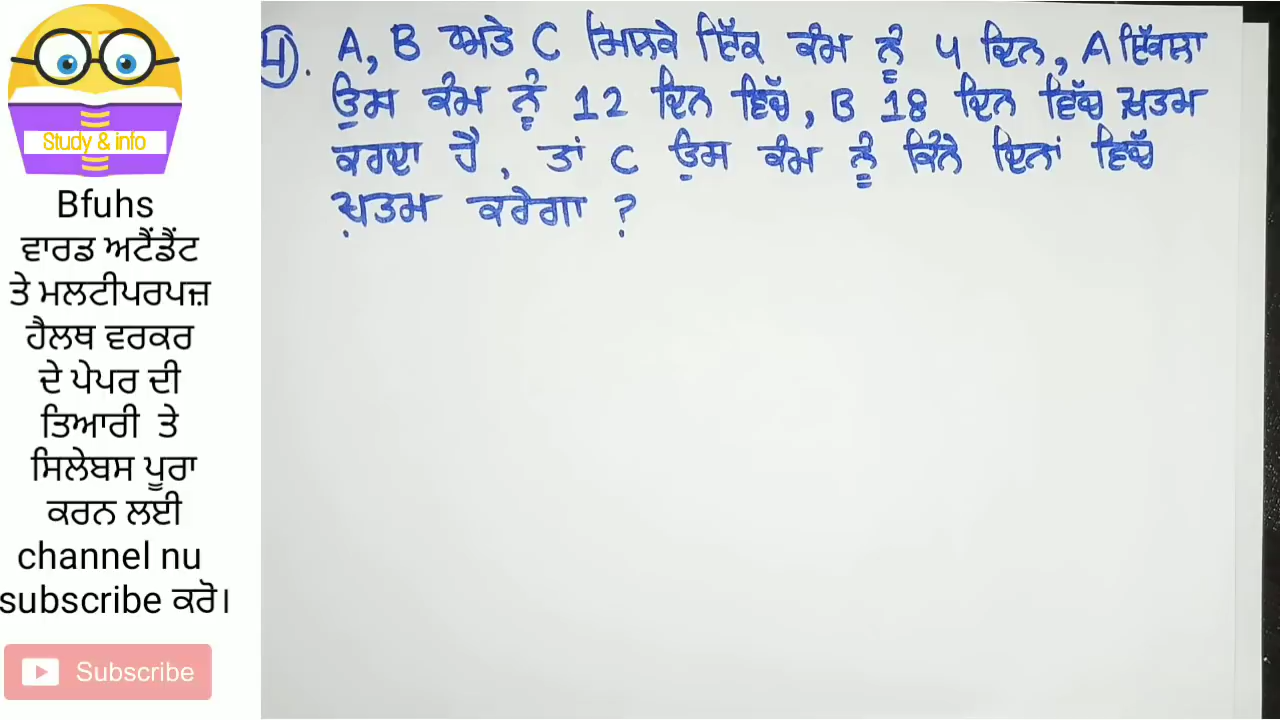 Study & info
Bfuhs
ਵਾਰਡ ਅਟੈਂਡੈਂਟ
ਤੇ ਮਲਟੀਪਰਪਜ਼
ਹੈਲਥ ਵਰਕਰ
ਦੇ ਪੇਪਰ ਦੀ
ਤਿਆਰੀ ਤੇ
ਸਿਲੇਬਸ ਪੂਰਾ
ਕਰਨ ਲਈ
channel nu
subscribe ਕਰੋ।
Subscribe
4. A, B ਅਤੇ C ਮਿਲਕੇ ਇੱਕ ਕੰਮ ਨੂੰ 4 ਦਿਨ, A ਇੱਕਲਾ
ਉਸ ਕੰਮ ਨੂੰ 12 ਦਿਨ ਵਿੱਚ, B 18 ਦਿਨ ਵਿੱਚ ਖ਼ਤਮ
ਕਰਦਾ ਹੈ, ਤਾਂ C ਉਸ ਕੰਮ ਨੂੰ ਕਿੰਨੇ ਦਿਨਾਂ ਵਿੱਚ
ਖ਼ਤਮ ਕਰੇਗਾ ?